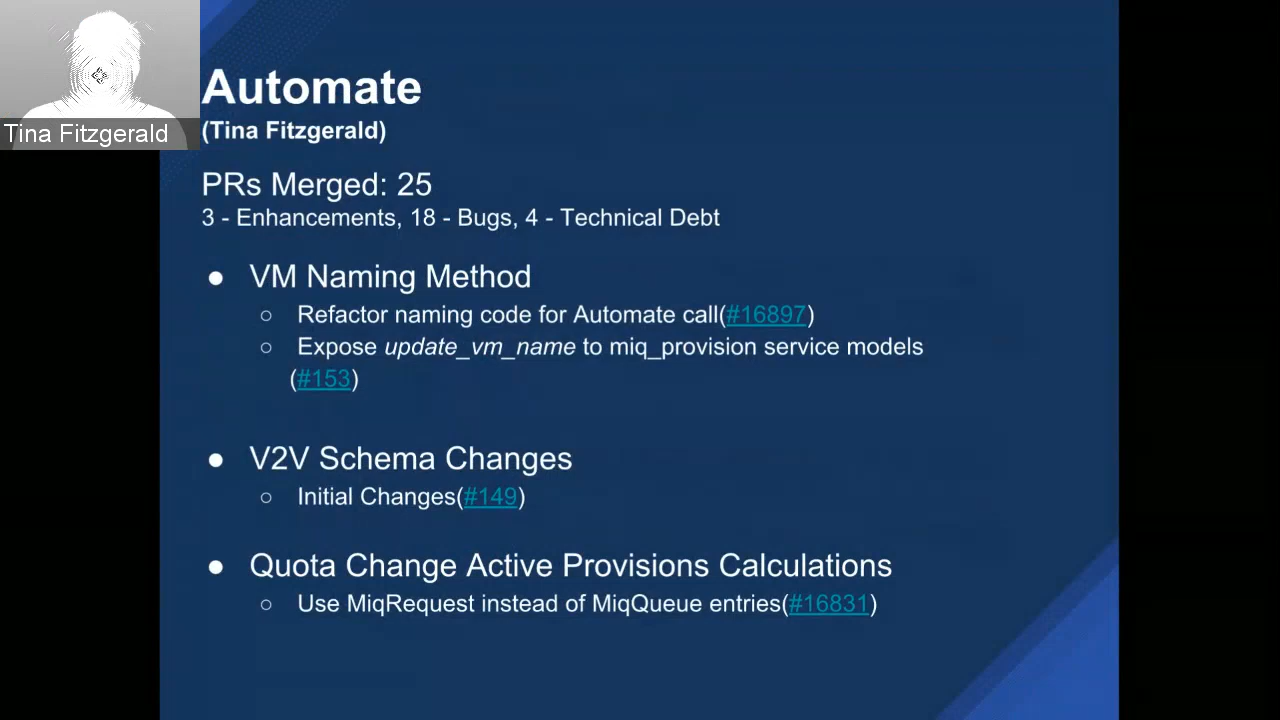 Tina Fitzgerald
Automate
(Tina Fitzgerald)
PRs Merged: 25
3 - Enhancements, 18 - Bugs, 4 - Technical Debt
● VM Naming Method
○ Refactor naming code for Automate call(#16897)
○ Expose update_vm_name to miq_provision service models
(#153)
● V2V Schema Changes
○ Initial Changes(#149)
● Quota Change Active Provisions Calculations
○ Use MiqRequest instead of MiqQueue entries(#16831)